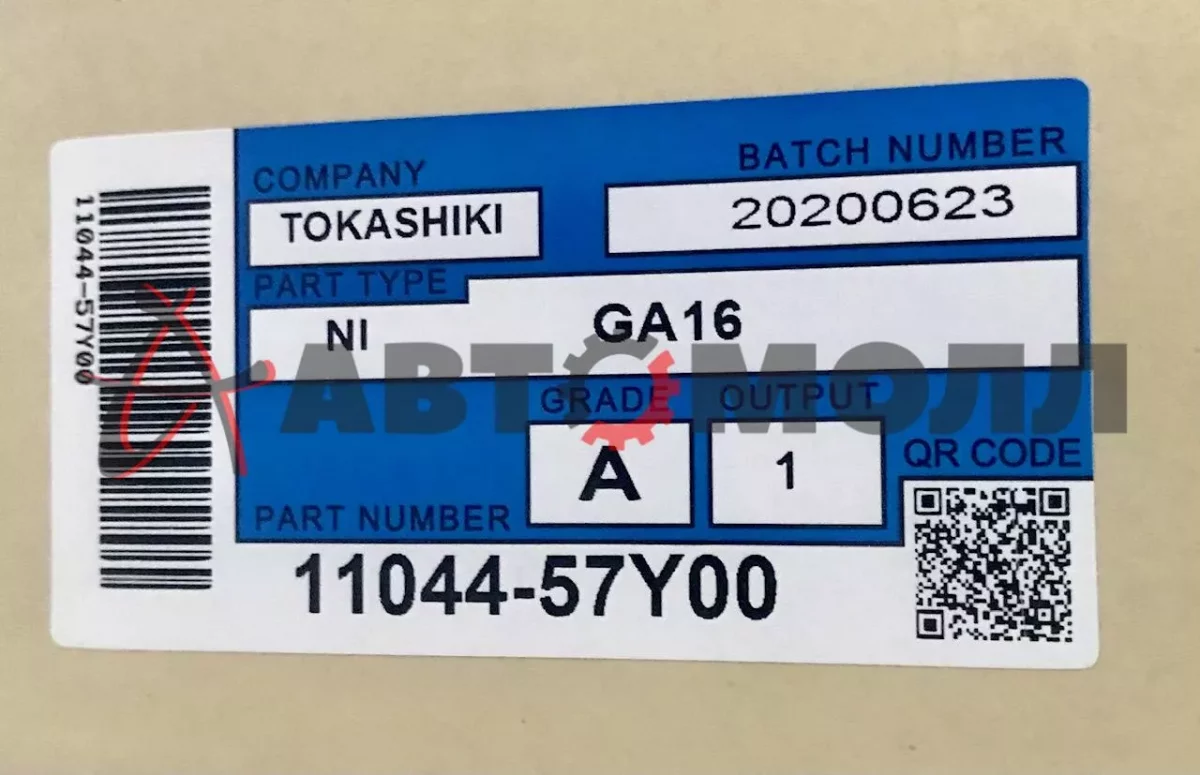 11044-57Y00
COMPANY
TOKASHIKI
BATCH NUMBER
20200623
PART TYPE
NI
GA16
АВТОМОЛЛ
GRADE
A
OUTPUT
1
QR CODE
PART NUMBER
11044-57Y00